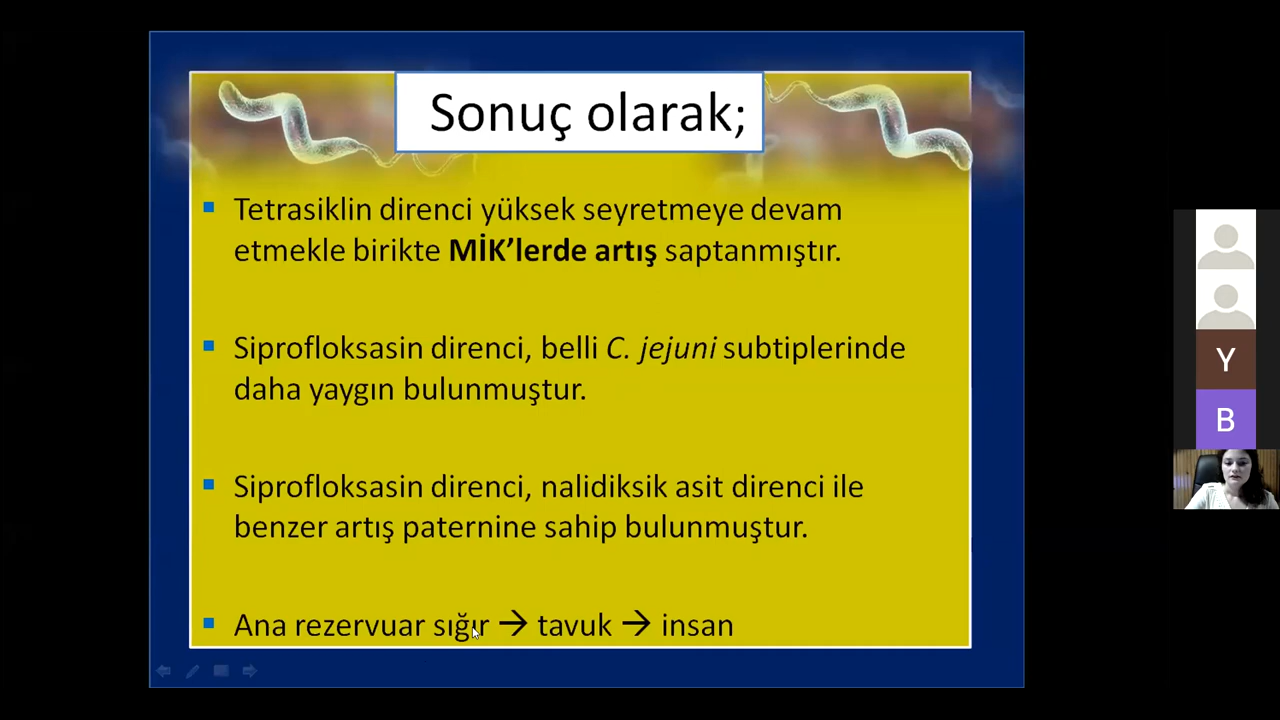 Sonuç olarak;
Tetrasiklin direnci yüksek seyretmeye devam
etmekle birikte MİK’lerde artış saptanmıştır.
Siprofloksasin direnci, belli C. jejuni subtiplerinde
daha yaygın bulunmuştur.
Siprofloksasin direnci, nalidiksik asit direnci ile
benzer artış paternine sahip bulunmuştur.
Ana rezervuar sığır → tavuk → insan
Y
B